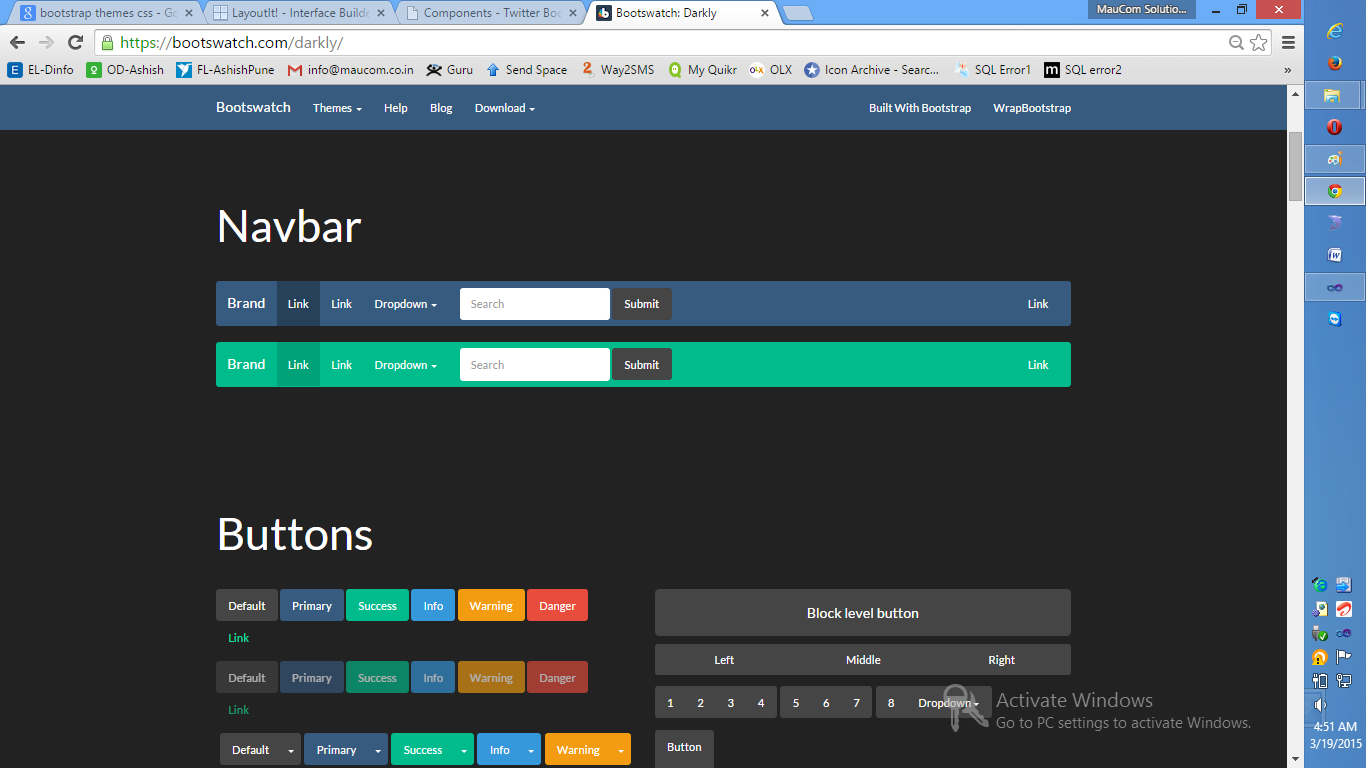 bootstrap themes css - Go
LayoutIt! - Interface Builde
Components - Twitter Boo
Bootswatch: Darkly
MauCom Solutio...
https://bootswatch.com/darkly/
EL-Dinfo
OD-Ashish
FL-AshishPune
info@maucom.co.in
Guru
Send Space
Way2SMS
My Quikr
OLX
Icon Archive - Searc...
SQL Error1
SQL error2
»
Bootswatch Themes Help Blog Download Built With Bootstrap WrapBootstrap
Navbar
Brand Link Link Dropdown Search Submit Link
Brand Link Link Dropdown Search Submit Link
Buttons
Default Primary Success Info Warning Danger
Link
Default Primary Success Info Warning Danger
Link
Default Primary Success Info Warning
Block level button
Left Middle Right
1 2 3 4 5 6 7 8 Dropdown
Button
Activate Windows
Go to PC settings to activate Windows.
4:51 AM
3/19/2015